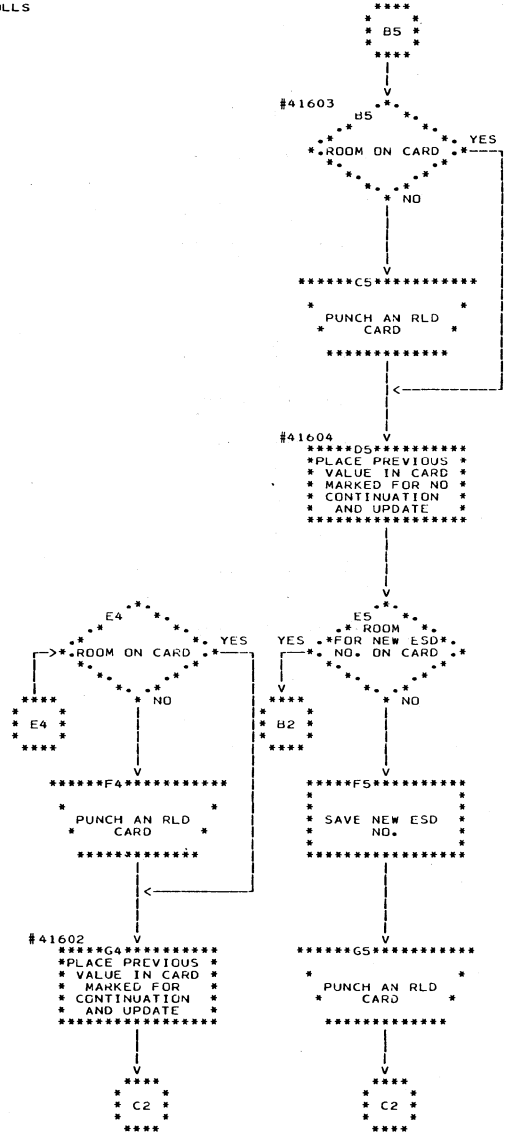 OLLS
B5
#41603
B5
ROOM ON CARD
YES
NO
C5
PUNCH AN RLD
CARD
#41604
D5
PLACE PREVIOUS
VALUE IN CARD
MARKED FOR NO
CONTINUATION
AND UPDATE
E4
ROOM ON CARD
YES
NO
E4
E5
ROOM
FOR NEW ESD
NO. ON CARD
YES
NO
B2
F4
PUNCH AN RLD
CARD
F5
SAVE NEW ESD
NO.
#41602
G4
PLACE PREVIOUS
VALUE IN CARD
MARKED FOR
CONTINUATION
AND UPDATE
G5
PUNCH AN RLD
CARD
C2
C2